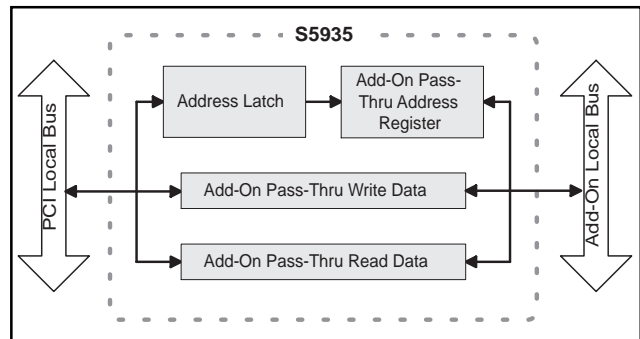 S5935
Address Latch
Add-On Pass-
Thru Address
Register
PCI Local Bus
Add-On Pass-Thru Write Data
Add-On Pass-Thru Read Data
Add-On Local Bus